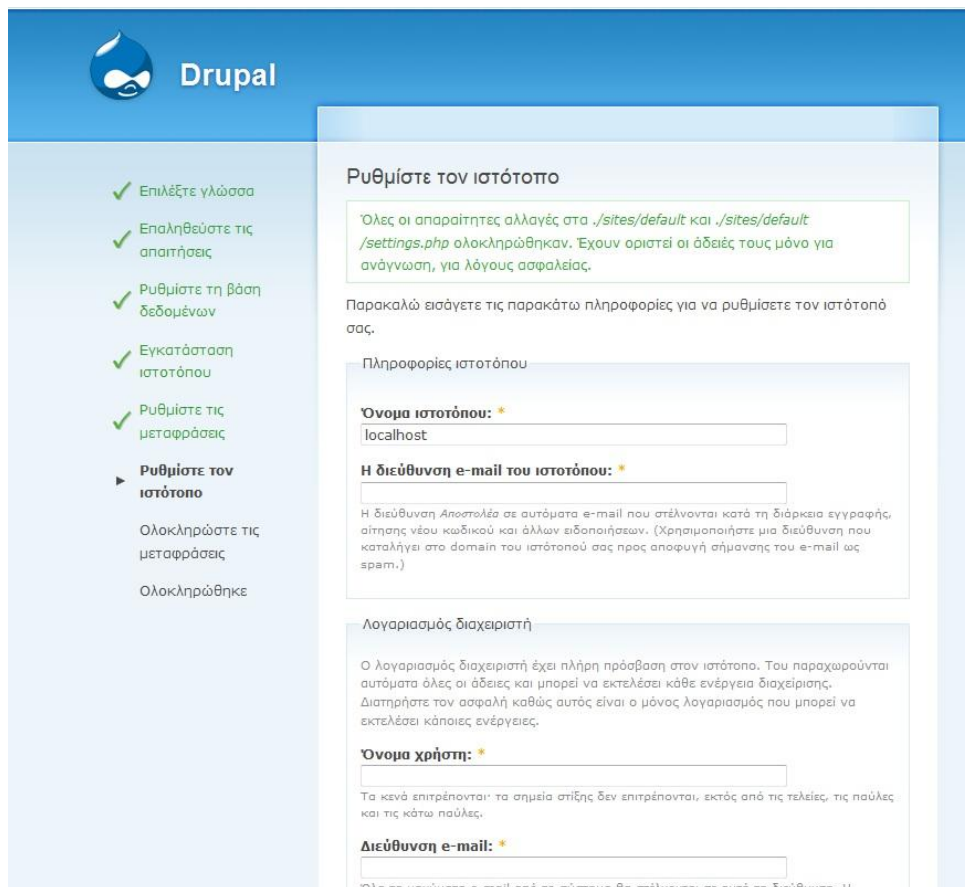 Drupal
Επιλέξτε γλώσσα
Επαληθεύστε τις
απαιτήσεις
Ρυθμίστε τη βάση
δεδομένων
Εγκατάσταση
ιστοτόπου
Ρυθμίστε τις
μεταφράσεις
Ρυθμίστε τον
ιστότοπο
Ολοκληρώστε τις
μεταφράσεις
Ολοκληρώθηκε
Ρυθμίστε τον ιστότοπο
Όλες οι απαραίτητες αλλαγές στα ./sites/default και ./sites/default
/settings.php ολοκληρώθηκαν. Έχουν οριστεί οι άδειές τους μόνο για
ανάγνωση, για λόγους ασφαλείας.
Παρακαλώ εισάγετε τις παρακάτω πληροφορίες για να ρυθμίσετε τον ιστότοπό
σας.
Πληροφορίες ιστοτόπου
Όνομα ιστοτόπου: *
localhost
Η διεύθυνση e-mail του ιστοτόπου: *
Η διεύθυνση Αποστολέα σε αυτόματα e-mail που στέλνονται κατά τη διάρκεια εγγραφής,
αίτησης νέου κωδικού και άλλων ειδοποιήσεων. (Χρησιμοποιήστε μια διεύθυνση που
καταλήγει στο domain του ιστότοπού σας προς αποφυγή σήμανσης του e-mail ως
spam.)
Λογαριασμός διαχειριστή
Ο λογαριασμός διαχειριστή έχει πλήρη πρόσβαση στον ιστότοπο. Του παραχωρούνται
αυτόματα όλες οι άδειες και μπορεί να εκτελέσει κάθε ενέργεια διαχείρισης.
Διατηρήστε τον ασφαλή καθώς αυτός είναι ο μόνος λογαριασμός που μπορεί να
εκτελέσει κάποιες ενέργειες.
Όνομα χρήστη: *
Τα κενά επιτρέπονται· τα σημεία στίξης δεν επιτρέπονται, εκτός από τις τελείες, τις παύλες
και τις κάτω παύλες.
Διεύθυνση e-mail: *